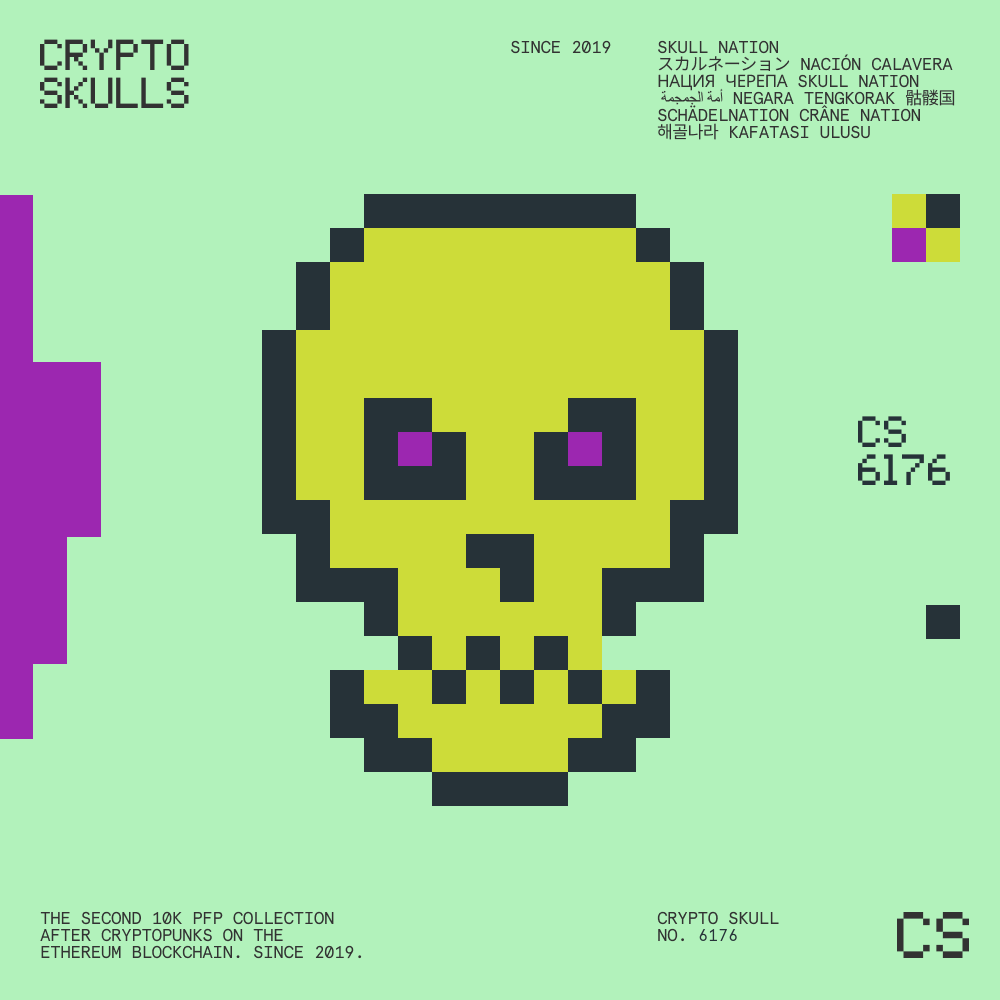 CRYPTO
SKULLS
SINCE 2019
SKULL NATION
スカルネーション NACIÓN CALAVERA
НАЦИЯ ЧЕРЕПА SKULL NATION
أمة الجمجمة NEGARA TENGKORAK 骷髅国
SCHÄDELNATION CRÂNE NATION
해골나라 KAFATASI ULUSU
CS
6176
THE SECOND 10K PFP COLLECTION
AFTER CRYPTOPUNKS ON THE
ETHEREUM BLOCKCHAIN. SINCE 2019.
CRYPTO SKULL
NO. 6176
CS